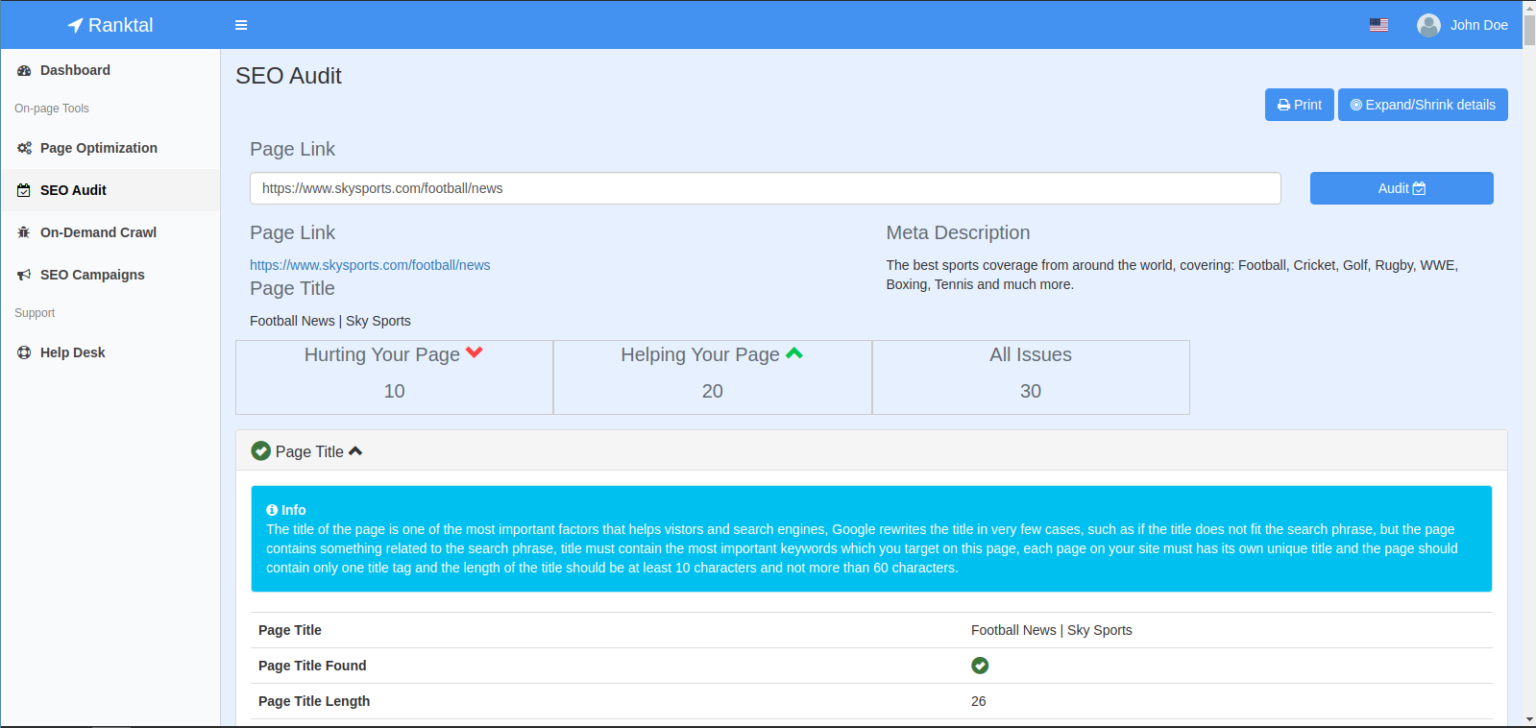 Ranktal
John Doe
Dashboard
On-page Tools
Page Optimization
SEO Audit
On-Demand Crawl
SEO Campaigns
Support
Help Desk
SEO Audit
Print
Expand/Shrink details
Page Link
https://www.skysports.com/football/news
Audit
Page Link
https://www.skysports.com/football/news
Page Title
Football News | Sky Sports
Meta Description
The best sports coverage from around the world, covering: Football, Cricket, Golf, Rugby, WWE,
Boxing, Tennis and much more.
Hurting Your Page
10
Helping Your Page
20
All Issues
30
Page Title
Info
The title of the page is one of the most important factors that helps vistors and search engines, Google rewrites the title in very few cases, such as if the title does not fit the search phrase, but the page
contains something related to the search phrase, title must contain the most important keywords which you target on this page, each page on your site must has its own unique title and the page should
contain only one title tag and the length of the title should be at least 10 characters and not more than 60 characters.
Page Title Football News | Sky Sports
Page Title Found
Page Title Length 26